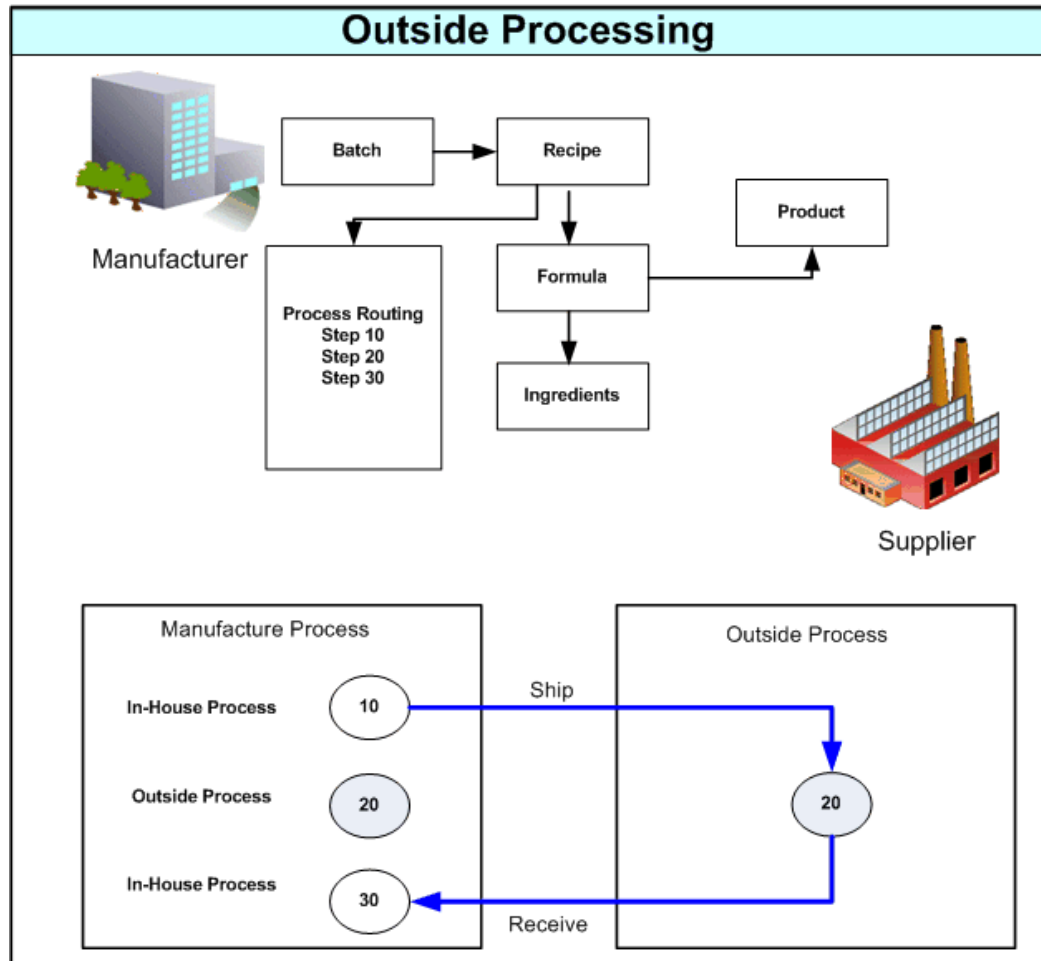 Outside Processing
Batch
Recipe
Product
Manufacturer
Formula
Process Routing
Step 10
Step 20
Step 30
Ingredients
Supplier
Manufacture Process
Outside Process
Ship
In-House Process
10
Outside Process
20
20
In-House Process
30
Receive